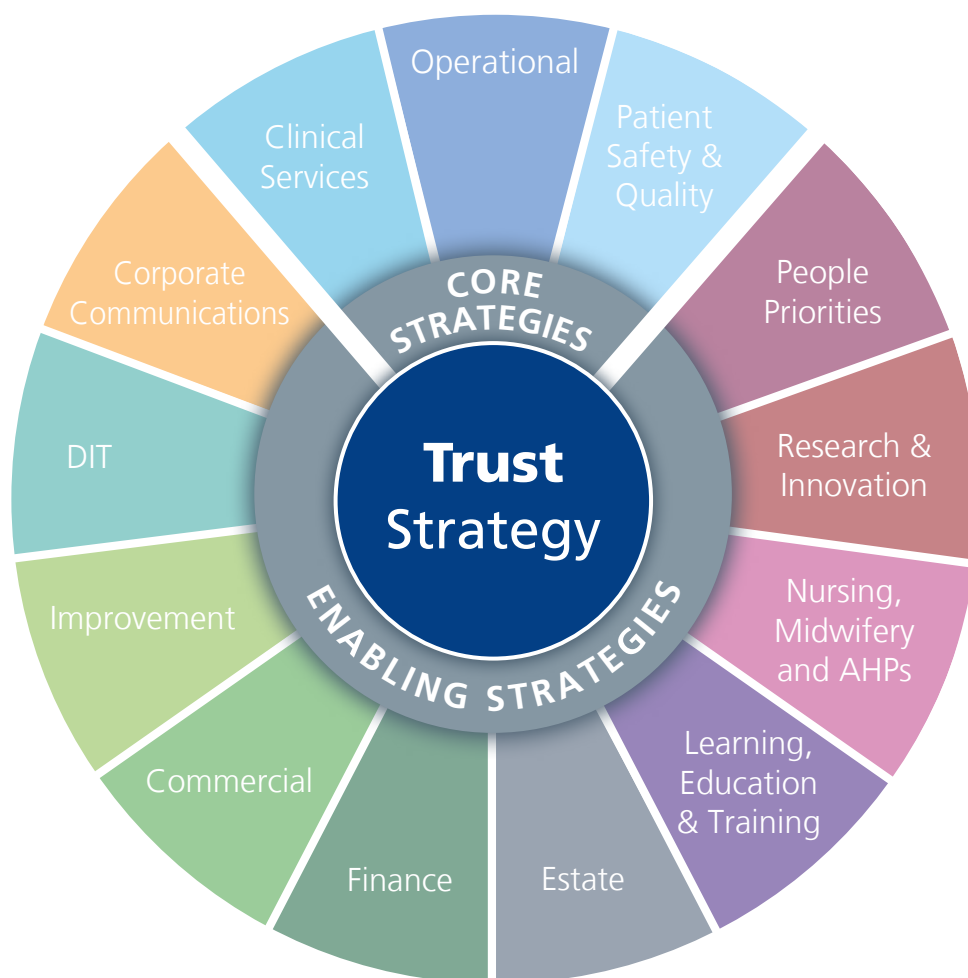 Operational
Patient
Safety &
Quality
People
Priorities
Research &
Innovation
Nursing,
Midwifery
and AHPs
Learning,
Education
& Training
Estate
Finance
Commercial
Improvement
DIT
Corporate
Communications
Clinical
Services
CORE
STRATEGIES
Trust
Strategy
ENABLING STRATEGIES